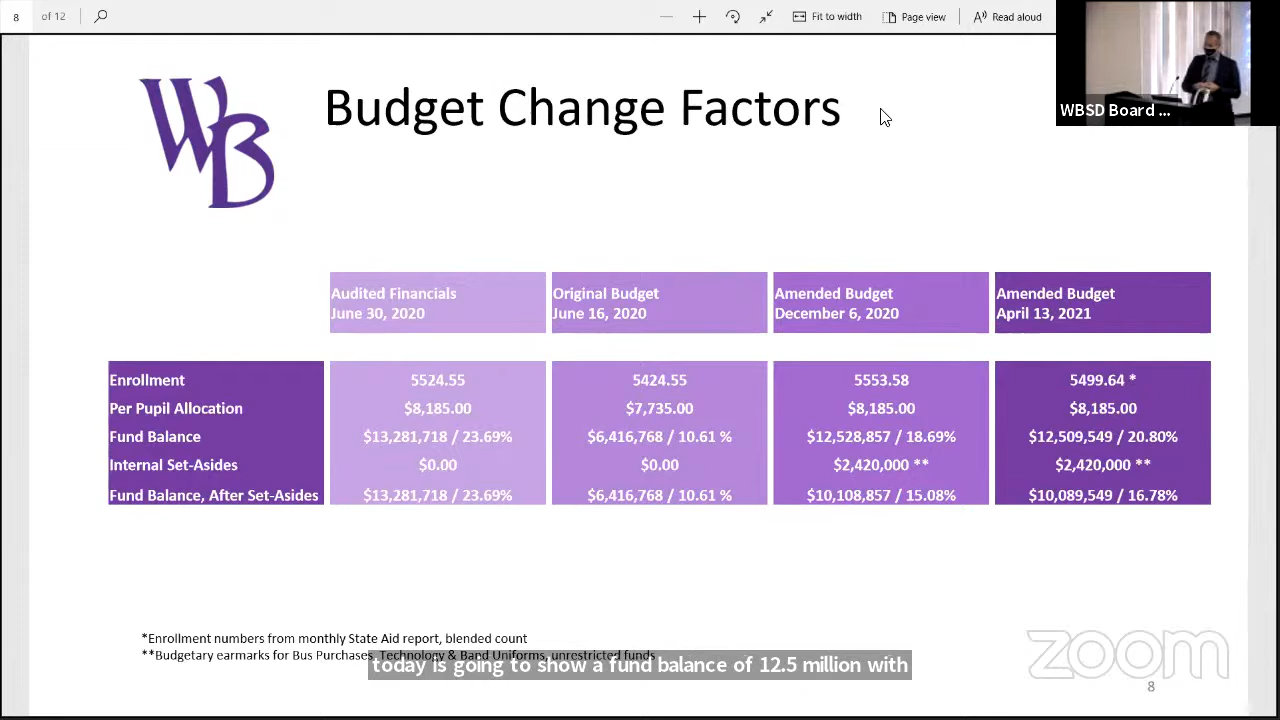 8 of 12 Fit to width Page view Read aloud
WBSD Board ...
WB
Budget Change Factors
Audited Financials June 30, 2020
Original Budget June 16, 2020
Amended Budget December 6, 2020
Amended Budget April 13, 2021
Enrollment 5524.55 5424.55 5553.58 5499.64 *
Per Pupil Allocation $8,185.00 $7,735.00 $8,185.00 $8,185.00
Fund Balance $13,281,718 / 23.69% $6,416,768 / 10.61 % $12,528,857 / 18.69% $12,509,549 / 20.80%
Internal Set-Asides $0.00 $0.00 $2,420,000 ** $2,420,000 **
Fund Balance, After Set-Asides $13,281,718 / 23.69% $6,416,768 / 10.61 % $10,108,857 / 15.08% $10,089,549 / 16.78%
*Enrollment numbers from monthly State Aid report, blended count
**Budgetary earmarks for Bus Purchases, Technology & Band Uniforms, unrestricted funds
today is going to show a fund balance of 12.5 million with
zoom
8